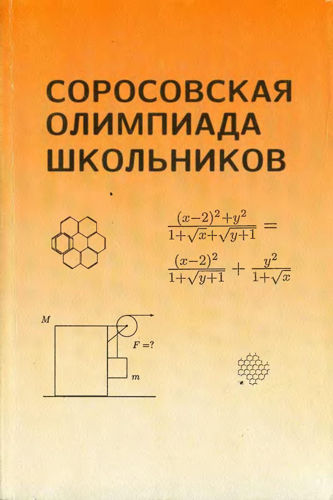 СОРОСОВСКАЯ
ОЛИМПИАДА
ШКОЛЬНИКОВ
(x−2)²+y²
1+√x+√y+1 =
(x−2)²
1+√y+1 + y²
1+√x
M
F =?
m